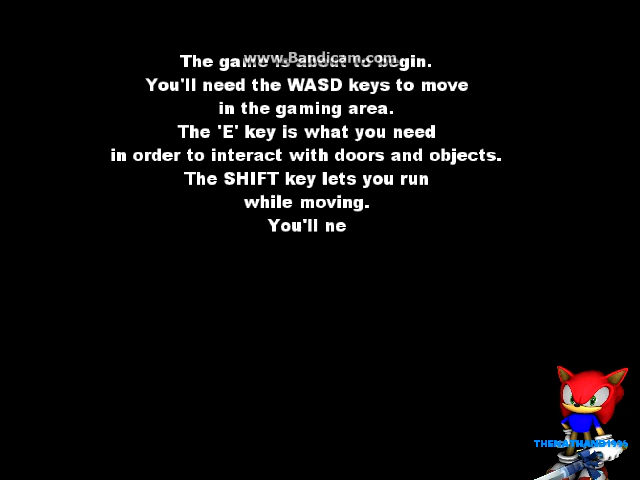 www.Bandicam.com
The game is about to begin.
You'll need the WASD keys to move
in the gaming area.
The 'E' key is what you need
in order to interact with doors and objects.
The SHIFT key lets you run
while moving.
You'll ne